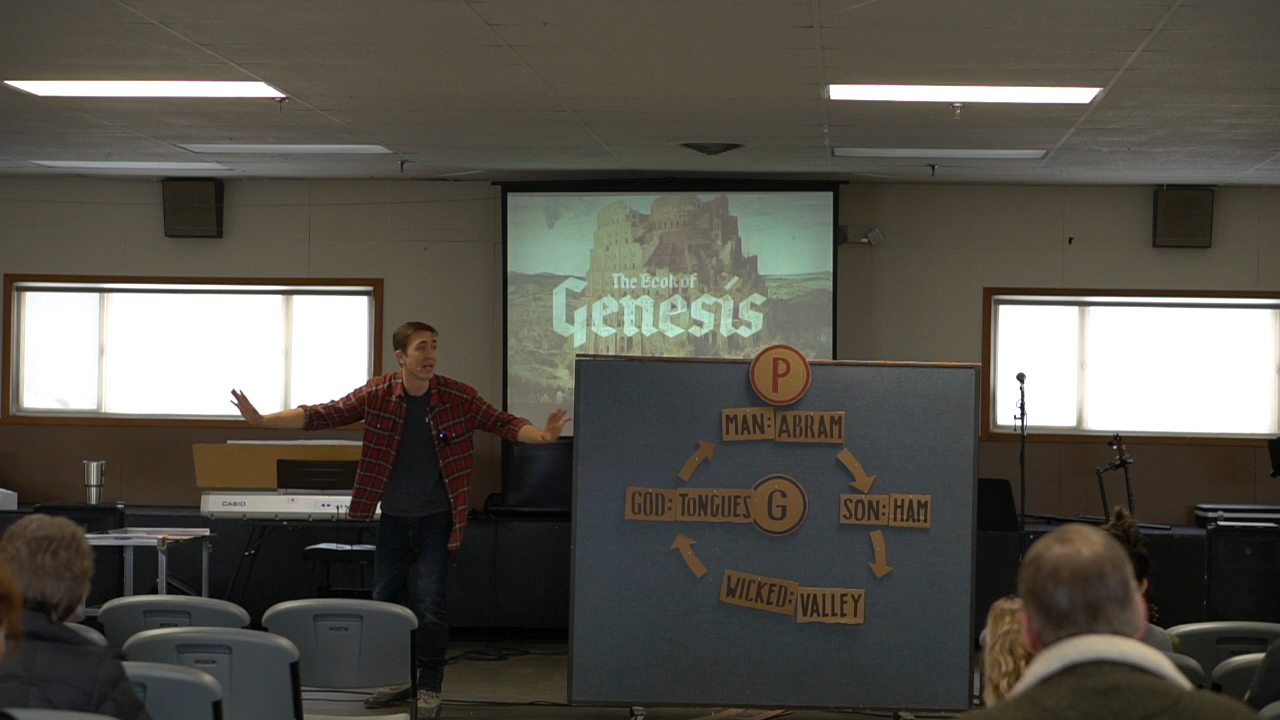 The Book of
Genesis
P
MAN: ABRAM
GOD: TONGUES
G
SON: HAM
WICKED: VALLEY
CASIO